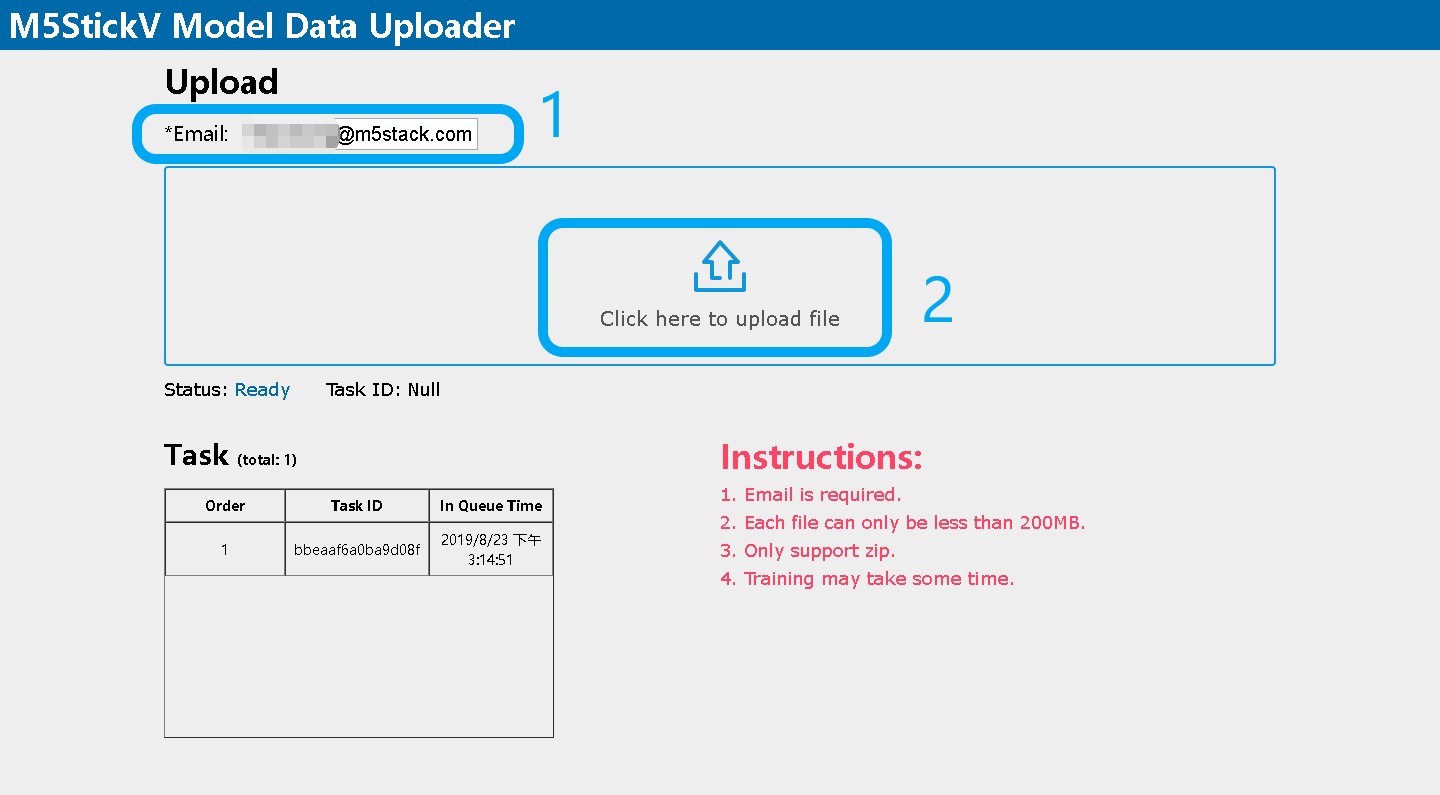 M5StickV Model Data Uploader
Upload
*Email: @m5stack.com
1
Click here to upload file
2
Status: Ready Task ID: Null
Task (total: 1)
Order Task ID In Queue Time
1 bbeaaf6a0ba9d08f 2019/8/23 下午
3:14:51
Instructions:
1. Email is required.
2. Each file can only be less than 200MB.
3. Only support zip.
4. Training may take some time.